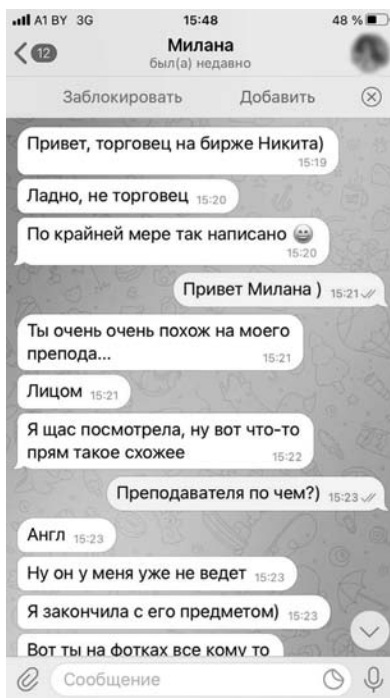 A1 BY 3G 15:48 48 %
12 Милана
был(а) недавно
Заблокировать Добавить
Привет, торговец на бирже Никита)
15:19
Ладно, не торговец 15:20
По крайней мере так написано
15:20
Привет Милана ) 15:21
Ты очень очень похож на моего
препода...
15:21
Лицом 15:21
Я щас посмотрела, ну вот что-то
прям такое схожее
15:22
Преподавателя по чем?) 15:23
Англ 15:23
Ну он у меня уже не ведет 15:23
Я закончила с его предметом) 15:23
Вот ты на фотках все кому то
Сообщение